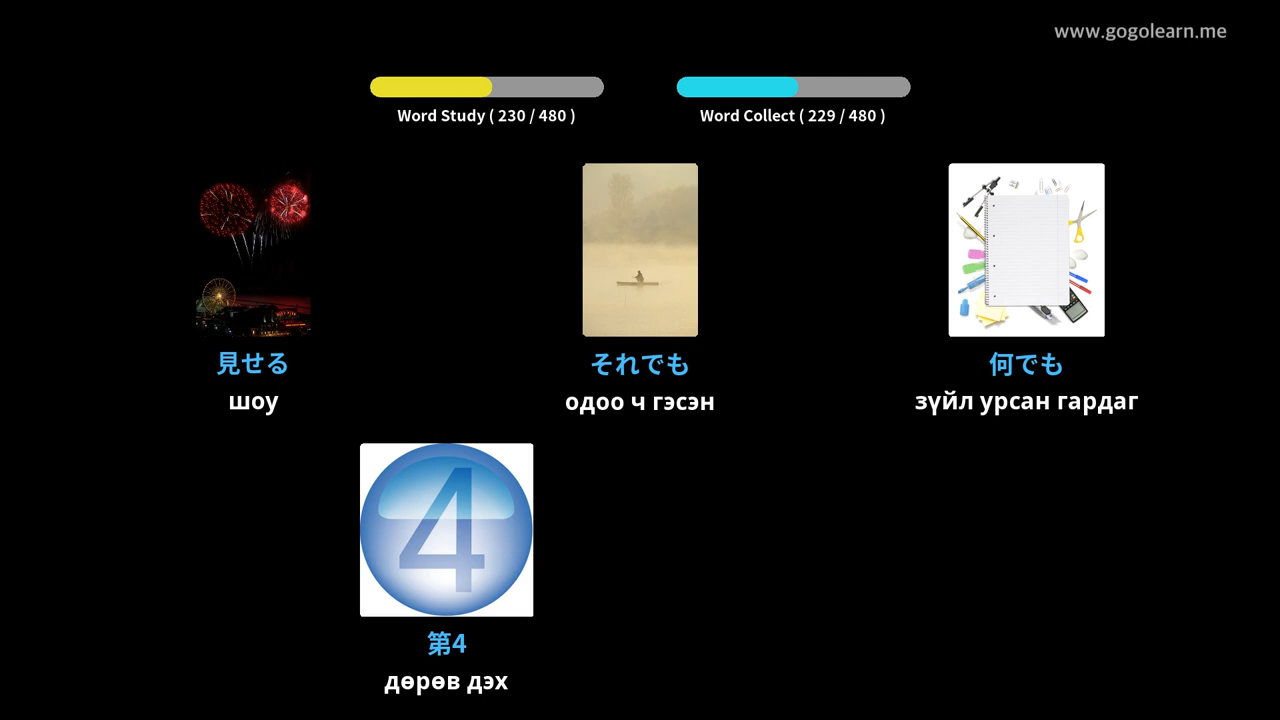 www.gogolearn.me
Word Study ( 230 / 480 )
Word Collect ( 229 / 480 )
見せる
шоу
それでも
одоо ч гэсэн
何でも
зүйл урсан гардаг
4
第4
дөрөв дэх